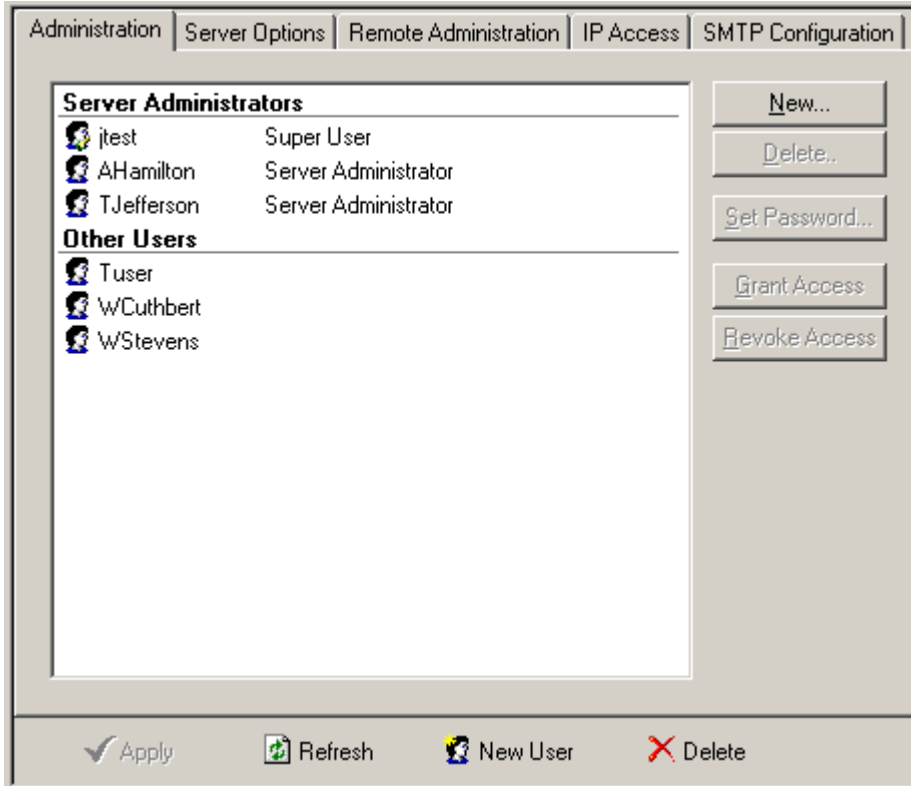 Administration Server Options Remote Administration IP Access SMTP Configuration
Server Administrators
jtest Super User
AHamilton Server Administrator
TJefferson Server Administrator
Other Users
Tuser
WCuthbert
WStevens
New...
Delete..
Set Password...
Grant Access
Revoke Access
Apply Refresh New User Delete